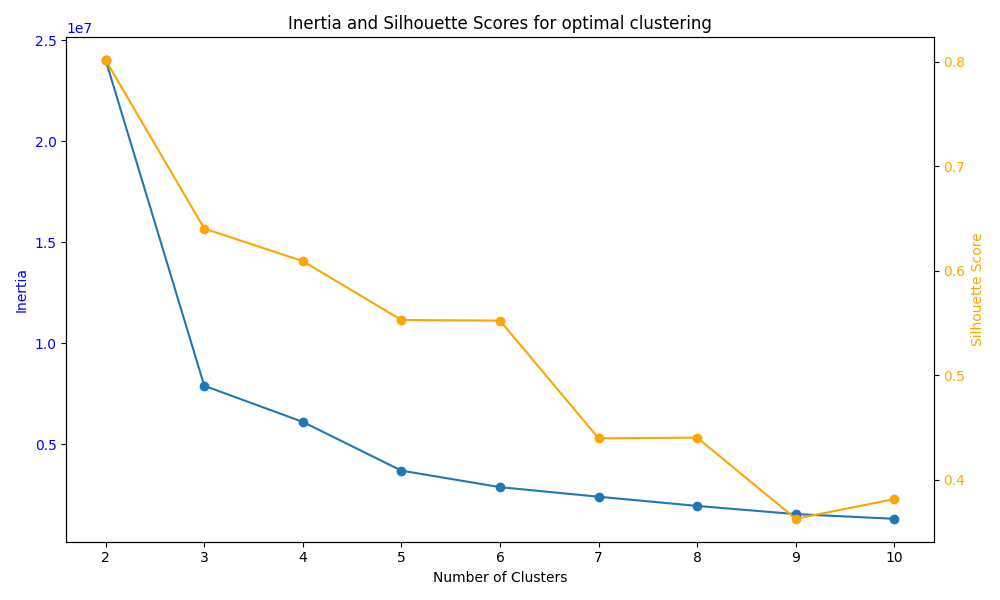 Inertia and Silhouette Scores for optimal clustering
1e7
2.5
2.0
1.5
1.0
0.5
Inertia
0.8
0.7
0.6
0.5
0.4
Silhouette Score
2 3 4 5 6 7 8 9 10
Number of Clusters